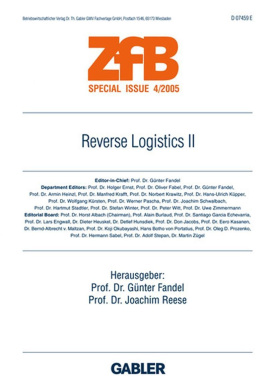 Betriebswirtschaftlicher Verlag Dr. Th. Gabler GWV Fachverlage GmbH, Postfach 1546, 65173 Wiesbaden
D 07459 E
ZfB
SPECIAL ISSUE 4/2005
Reverse Logistics II
Editor-in-Chief: Prof. Dr. Günter Fandel
Department Editors: Prof. Dr. Holger Ernst, Prof. Dr. Oliver Fabel, Prof. Dr. Günter Fandel,
Prof. Dr. Armin Heinzl, Prof. Dr. Manfred Krafft, Prof. Dr. Norbert Krawitz, Prof. Dr. Hans-Ulrich Küpper,
Prof. Dr. Wolfgang Kürsten, Prof. Dr. Werner Pascha, Prof. Dr. Joachim Schwalbach,
Prof. Dr. Hartmut Stadtler, Prof. Dr. Stefan Winter, Prof. Dr. Peter Witt, Prof. Dr. Uwe Zimmermann
Editorial Board: Prof. Dr. Horst Albach (Chairman), Prof. Alain Burlaud, Prof. Dr. Santiago Garcia Echevarria,
Prof. Dr. Lars Engwall, Dr. Dieter Heuskel, Dr. Detlef Hunsdiek, Prof. Dr. Don Jacobs, Prof. Dr. Eero Kasanen,
Dr. Bernd-Albrecht v. Maltzan, Prof. Dr. Koji Okubayashi, Hans Botho von Portatius, Prof. Dr. Oleg D. Prozenko,
Prof. Dr. Hermann Sabel, Prof. Dr. Adolf Stepan, Dr. Martin Zügel
Herausgeber:
Prof. Dr. Günter Fandel
Prof. Dr. Joachim Reese
GABLER